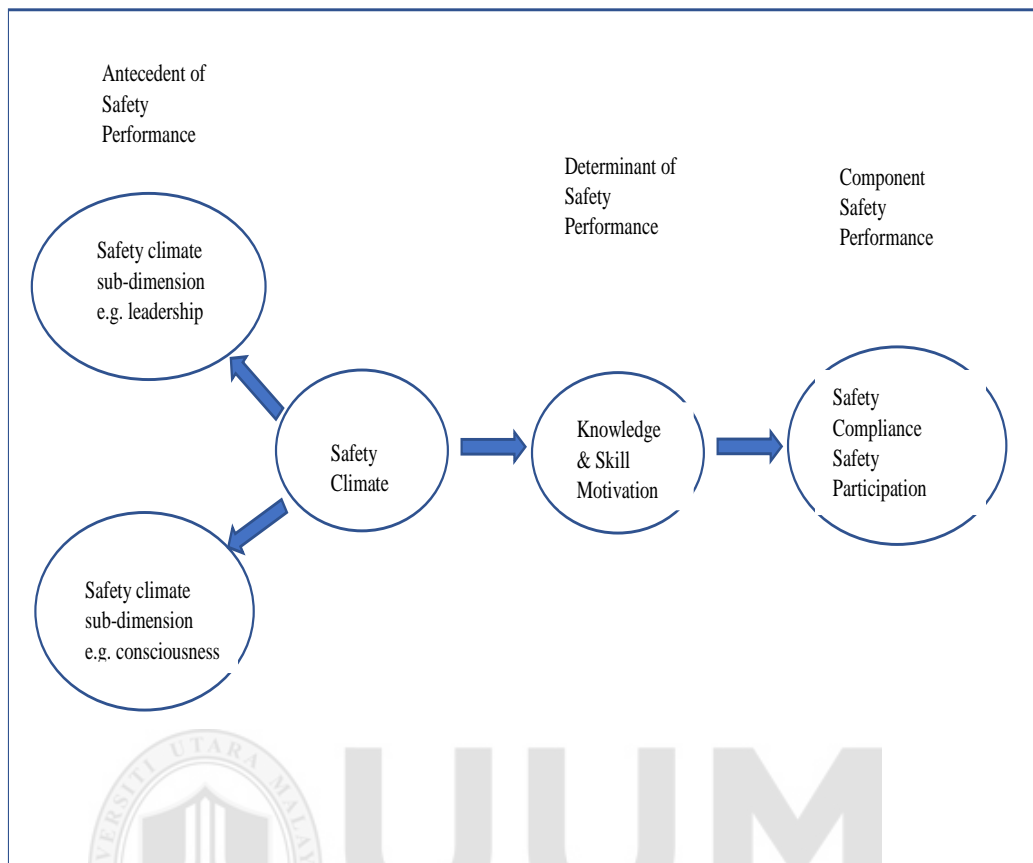 Antecedent of
Safety
Performance
Determinant of
Safety
Performance
Component
Safety
Performance
Safety climate
sub-dimension
e.g. leadership
Safety
Climate
Knowledge
& Skill
Motivation
Safety
Compliance
Safety
Participation
Safety climate
sub-dimension
e.g. consciousness
UTARA
UUM